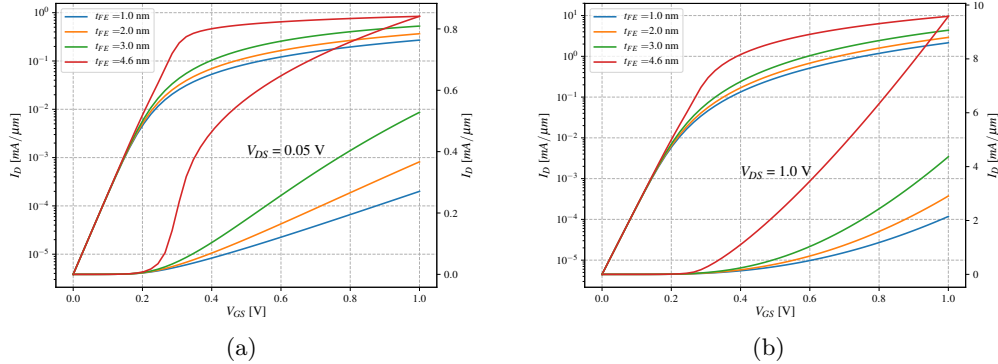 t_FE = 1.0 nm
t_FE = 2.0 nm
t_FE = 3.0 nm
t_FE = 4.6 nm
10^0
10^−1
10^−2
10^−3
10^−4
10^−5
I_D [mA/μm]
0.8
0.6
0.4
0.2
0.0
I_D [mA/μm]
V_DS = 0.05 V
0.0 0.2 0.4 0.6 0.8 1.0
V_GS [V]
(a)
t_FE = 1.0 nm
t_FE = 2.0 nm
t_FE = 3.0 nm
t_FE = 4.6 nm
10^1
10^0
10^−1
10^−2
10^−3
10^−4
10^−5
I_D [mA/μm]
10
8
6
4
2
0
I_D [mA/μm]
V_DS = 1.0 V
0.0 0.2 0.4 0.6 0.8 1.0
V_GS [V]
(b)